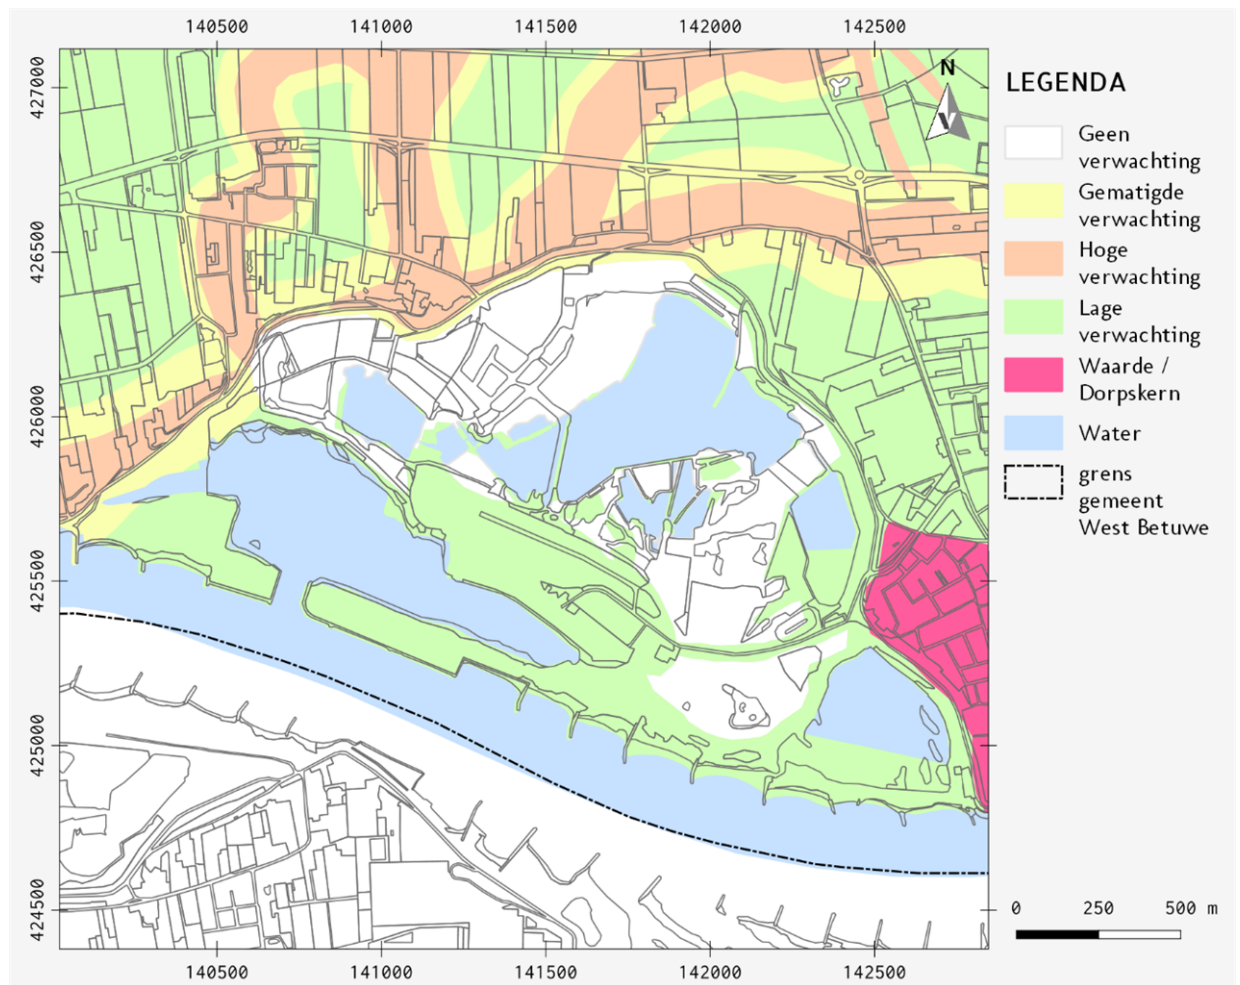 140500 141000 141500 142000 142500
427000
426500
426000
425500
425000
424500
N
LEGENDA
Geen
verwachting
Gematigde
verwachting
Hoge
verwachting
Lage
verwachting
Waarde /
Dorpskern
Water
grens
gemeent
West Betuwe
0 250 500 m
140500 141000 141500 142000 142500